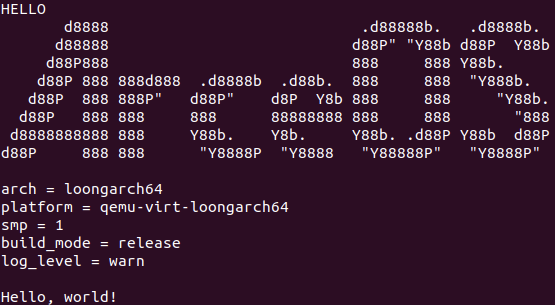 HELLO
       d8888                            .d88888b.   .d8888b.
      d88888                           d88P" "Y88b d88P  Y88b
     d88P888                           888     888 Y88b.
    d88P 888 888d888  .d8888b  .d88b.  888     888  "Y888b.
   d88P  888 888P"   d88P"    d8P  Y8b 888     888     "Y88b.
  d88P   888 888     888      88888888 888     888       "888
 d8888888888 888     Y88b.    Y8b.     Y88b. .d88P Y88b  d88P
d88P     888 888      "Y8888P  "Y8888   "Y88888P"   "Y8888P"
arch = loongarch64
platform = qemu-virt-loongarch64
smp = 1
build_mode = release
log_level = warn
Hello, world!